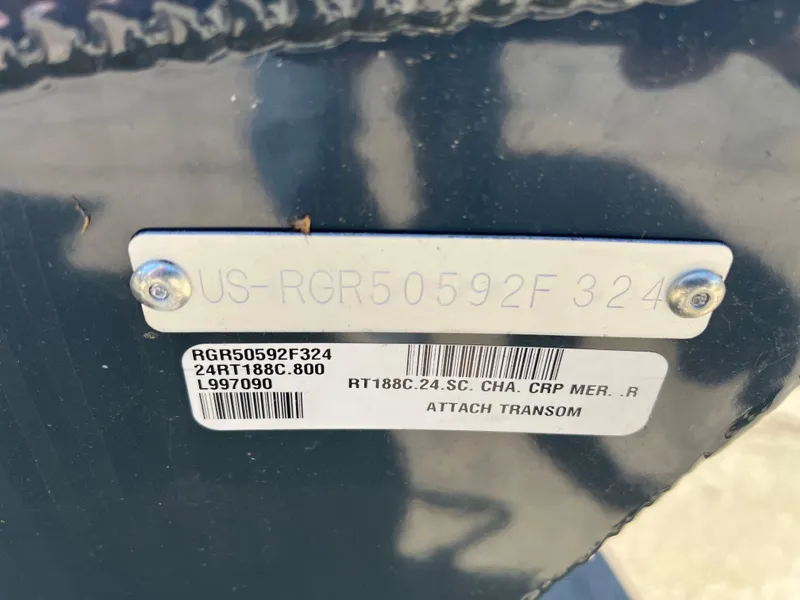 US-RGR50592F324
RGR50592F324
24RT188C.800
L997090
RT188C.24.SC. CHA. CRP MER. .R
ATTACH TRANSOM